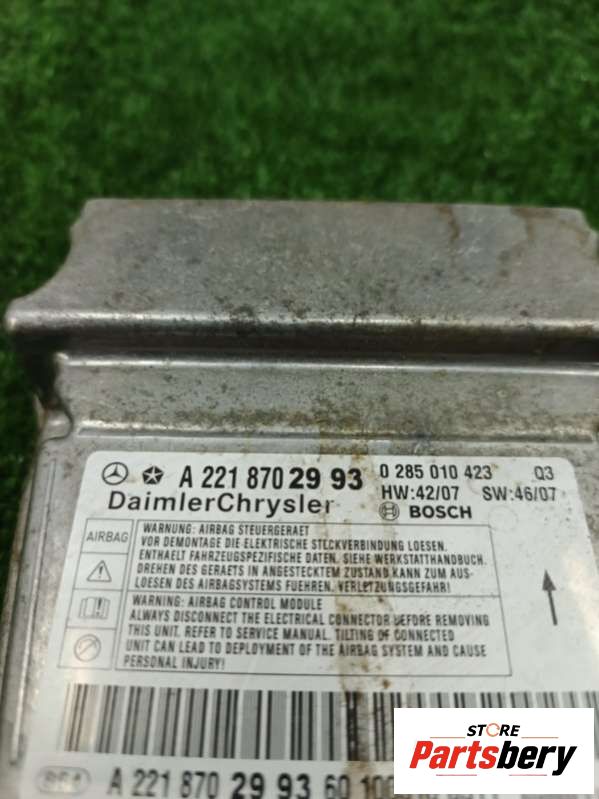 A 221 870 2993 0 285 010 423 Q3
HW:42/07 SW:46/07
DaimlerChrysler BOSCH
AIRBAG
WARNUNG: AIRBAG STEUERGERAET
VOR DEMONTAGE DIE ELEKTRISCHE STECKVERBINDUNG LOESEN.
ENTHAELT FAHRZEUGSPEZIFISCHE DATEN. SIEHE WERKSTATTHANDBUCH.
DREHEN DES GERAETS IN ANGESTECKTEM ZUSTAND KANN ZUM AUS-
LOESEN DES AIRBAGSYSTEMS FUEHREN. VERLETZUNGSGEFAHR!
WARNING: AIRBAG CONTROL MODULE
ALWAYS DISCONNECT THE ELECTRICAL CONNECTOR BEFORE REMOVING
THIS UNIT. REFER TO SERVICE MANUAL. TILTING OF CONNECTED
UNIT CAN LEAD TO DEPLOYMENT OF THE AIRBAG SYSTEM AND CAUSE
PERSONAL INJURY!
A 221 870 2993 60
STORE
Partsbery